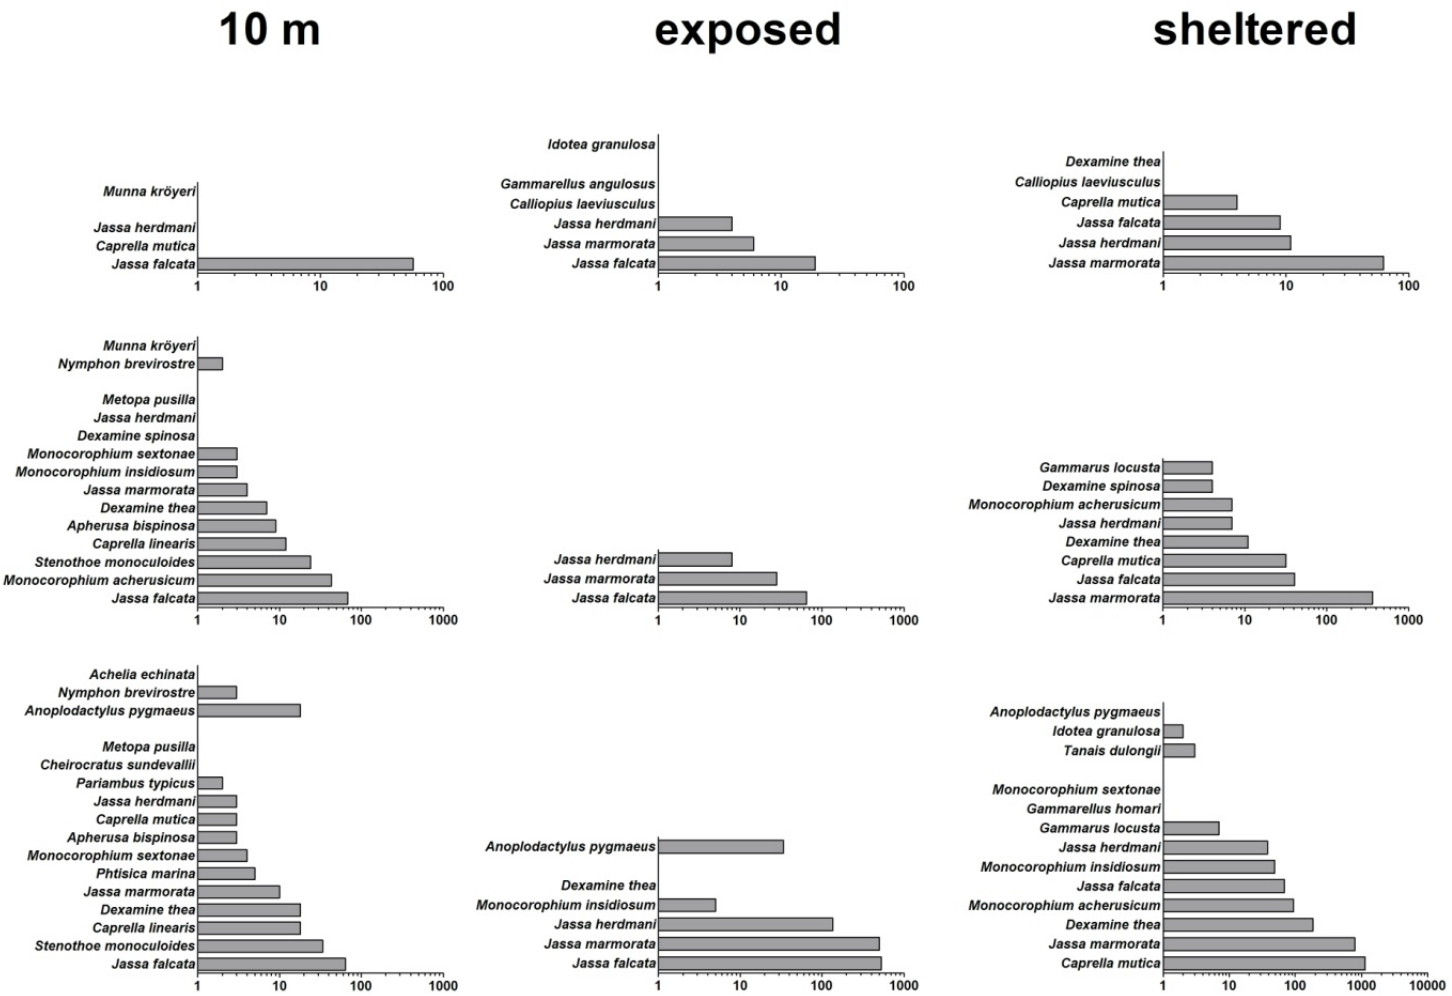 10 m
exposed
sheltered
Munna kröyeri
Jassa herdmani
Caprella mutica
Jassa falcata
1 10 100
Idotea granulosa
Gammarellus angulosus
Calliopius laeviusculus
Jassa herdmani
Jassa marmorata
Jassa falcata
1 10 100
Dexamine thea
Calliopius laeviusculus
Caprella mutica
Jassa falcata
Jassa herdmani
Jassa marmorata
1 10 100
Munna kröyeri
Nymphon brevirostre
Metopa pusilla
Jassa herdmani
Dexamine spinosa
Monocorophium sextonae
Monocorophium insidiosum
Jassa marmorata
Dexamine thea
Apherusa bispinosa
Caprella linearis
Stenothoe monoculoides
Monocorophium acherusicum
Jassa falcata
1 10 100 1000
Jassa herdmani
Jassa marmorata
Jassa falcata
1 10 100 1000
Gammarus locusta
Dexamine spinosa
Monocorophium acherusicum
Jassa herdmani
Dexamine thea
Caprella mutica
Jassa falcata
Jassa marmorata
1 10 100 1000
Achelia echinata
Nymphon brevirostre
Anoplodactylus pygmaeus
Metopa pusilla
Cheirocratus sundevallii
Pariambus typicus
Jassa herdmani
Caprella mutica
Apherusa bispinosa
Monocorophium sextonae
Phtisica marina
Jassa marmorata
Dexamine thea
Caprella linearis
Stenothoe monoculoides
Jassa falcata
1 10 100 1000
Anoplodactylus pygmaeus
Dexamine thea
Monocorophium insidiosum
Jassa herdmani
Jassa marmorata
Jassa falcata
1 10 100 1000
Anoplodactylus pygmaeus
Idotea granulosa
Tanais dulongii
Monocorophium sextonae
Gammarellus homari
Gammarus locusta
Jassa herdmani
Monocorophium insidiosum
Jassa falcata
Monocorophium acherusicum
Dexamine thea
Jassa marmorata
Caprella mutica
1 10 100 1000 10000